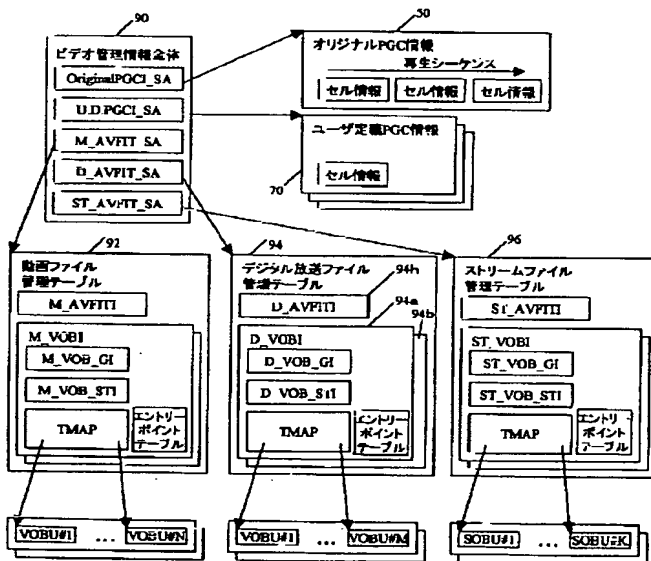 90
ビデオ管理情報全体
OriginalPGCI_SA
U.D.PGCI_SA
M_AVFIT_SA
D_AVFIT_SA
ST_AVFIT_SA
50
オリジナルPGC情報
再生シーケンス
セル情報 セル情報 セル情報
ユーザ定義PGC情報
70
セル情報
92
動画ファイル
管理テーブル
M_AVFITI
M_VOBI
M_VOB_GI
M_VOB_STI
TMAP
エントリー
ポイント
テーブル
VOBU#1 … VOBU#N
94
デジタル放送ファイル
管理テーブル
94h
D_AVFITI
94a
94b
D_VOBI
D_VOB_GI
D_VOB_STI
TMAP
エントリー
ポイント
テーブル
VOBU#1 … VOBU#M
96
ストリームファイル
管理テーブル
ST_AVFITI
ST_VOBI
ST_VOB_GI
ST_VOB_STI
TMAP
エントリー
ポイント
テーブル
SOBU#1 … SOBU#K